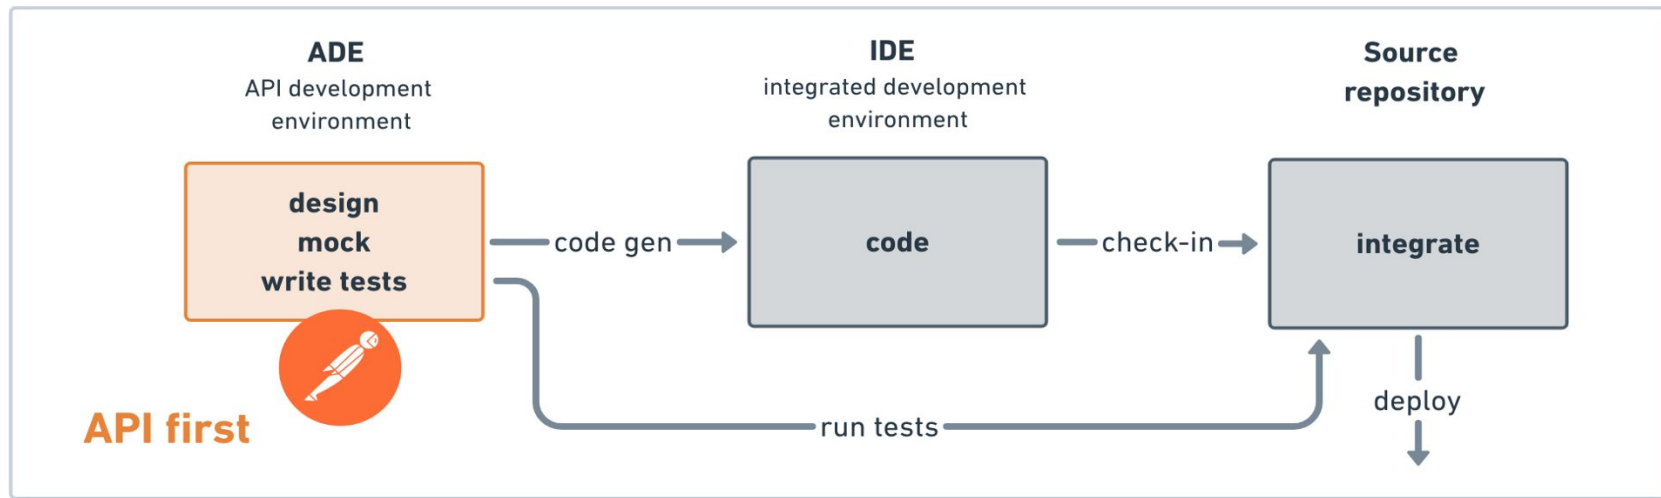 ADE
API development
environment
IDE
integrated development
environment
Source
repository
design
mock
write tests
code gen
code
check-in
integrate
run tests
deploy
API first